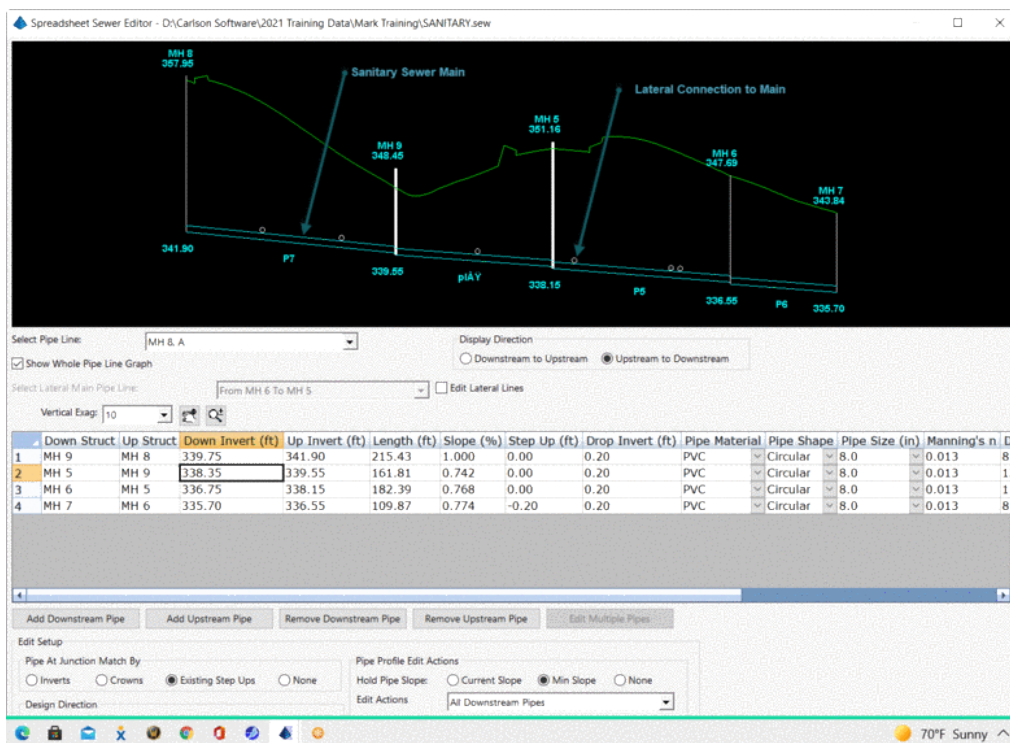 Spreadsheet Sewer Editor - D:\Carlson Software\2021 Training Data\Mark Training\SANITARY.sew
MH 8
357.95
Sanitary Sewer Main
Lateral Connection to Main
MH 5
351.16
MH 9
348.45
MH 6
347.69
MH 7
343.84
341.90
P7
339.55
pIÂŸ
338.15
P5
336.55
P6
335.70
Select Pipe Line:
MH 8, A
Display Direction
Show Whole Pipe Line Graph
Downstream to Upstream
Upstream to Downstream
Select Lateral Main Pipe Line:
From MH 6 To MH 5
Edit Lateral Lines
Vertical Exag:
10
Down Struct Up Struct Down Invert (ft) Up Invert (ft) Length (ft) Slope (%) Step Up (ft) Drop Invert (ft) Pipe Material Pipe Shape Pipe Size (in) Manning's n D
1 MH 9 MH 8 339.75 341.90 215.43 1.000 0.00 0.20 PVC Circular 8.0 0.013 8
2 MH 5 MH 9 338.35 339.55 161.81 0.742 0.00 0.20 PVC Circular 8.0 0.013 1
3 MH 6 MH 5 336.75 338.15 182.39 0.768 0.00 0.20 PVC Circular 8.0 0.013 1
4 MH 7 MH 6 335.70 336.55 109.87 0.774 -0.20 0.20 PVC Circular 8.0 0.013 8
Add Downstream Pipe Add Upstream Pipe Remove Downstream Pipe Remove Upstream Pipe Edit Multiple Pipes
Edit Setup
Pipe At Junction Match By
Inverts Crowns Existing Step Ups None
Pipe Profile Edit Actions
Hold Pipe Slope: Current Slope Min Slope None
Design Direction
Edit Actions All Downstream Pipes
70°F Sunny